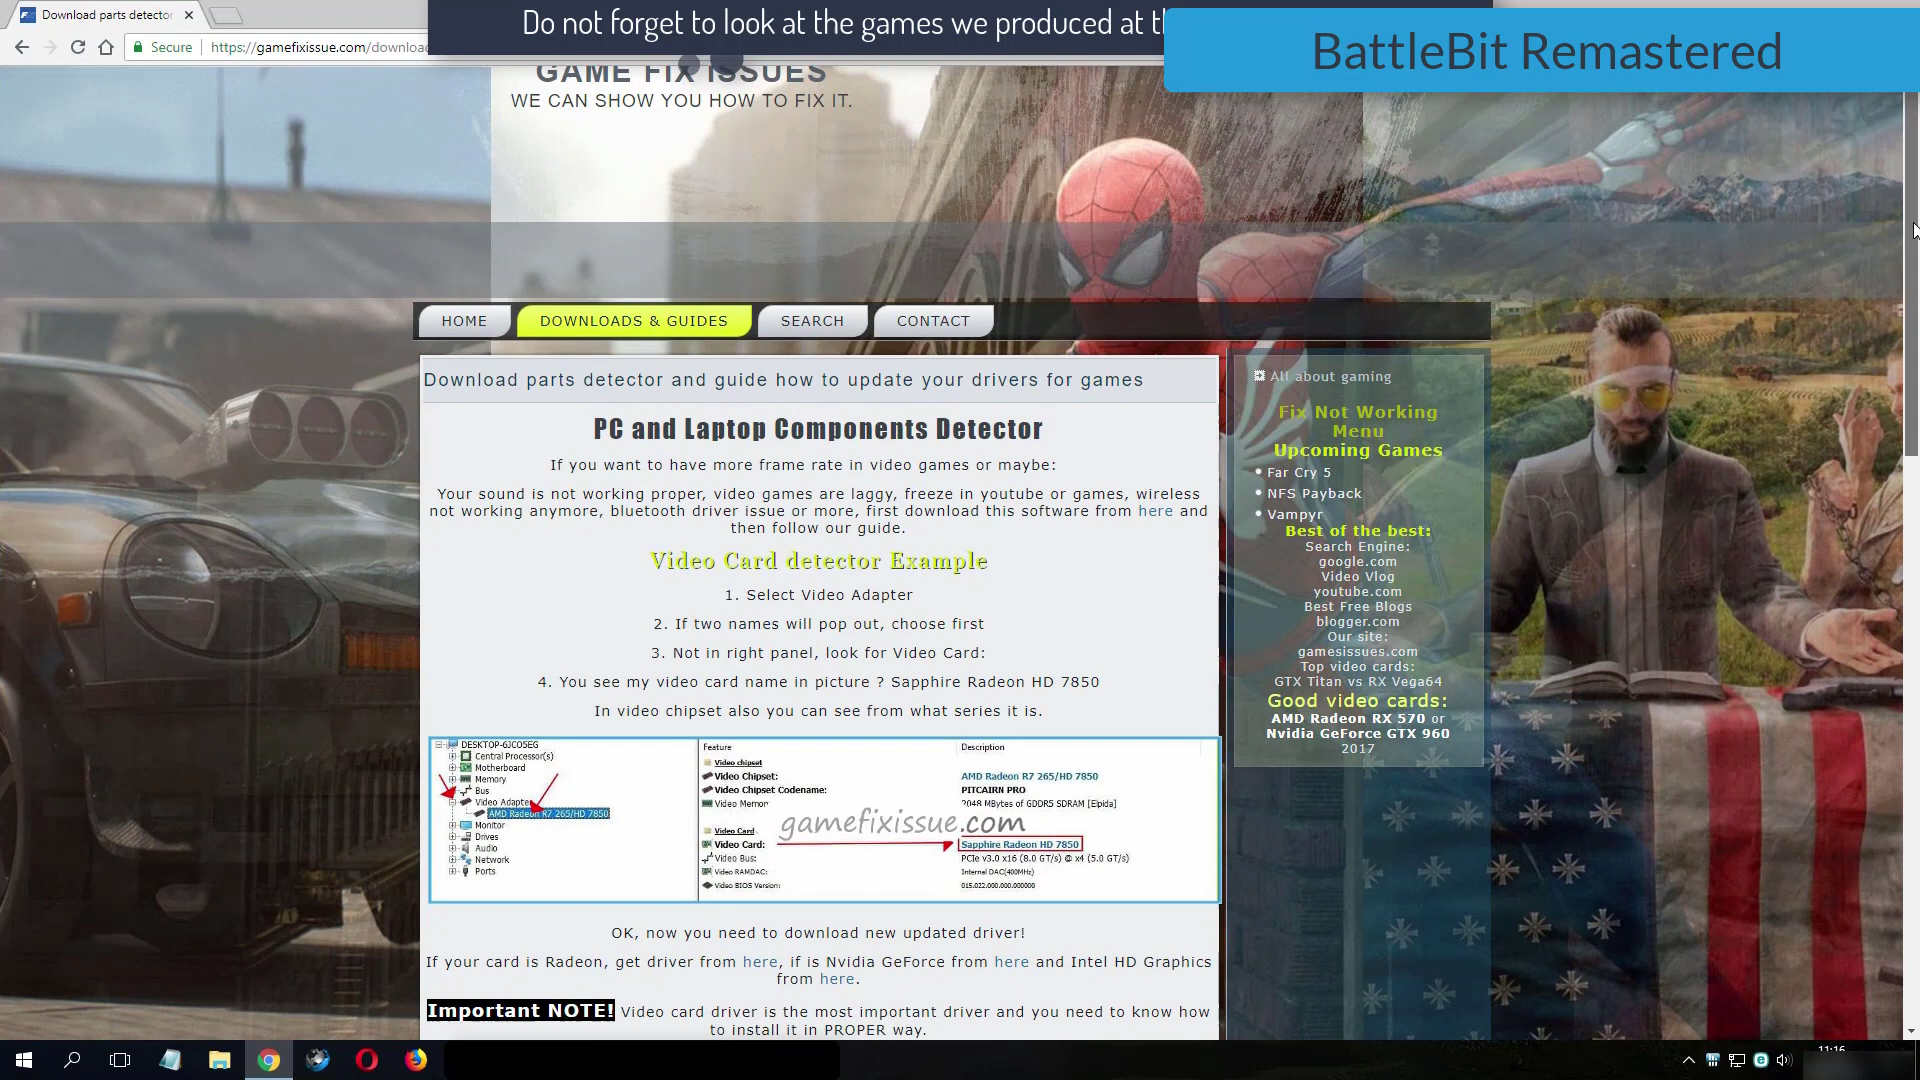 Download parts detector
Secure
https://gamefixissue.com/downloac
Do not forget to look at the games we produced at th
BattleBit Remastered
GAME FIX ISSUES
WE CAN SHOW YOU HOW TO FIX IT.
HOME
DOWNLOADS & GUIDES
SEARCH
CONTACT
Download parts detector and guide how to update your drivers for games
PC and Laptop Components Detector
If you want to have more frame rate in video games or maybe:
Your sound is not working proper, video games are laggy, freeze in youtube or games, wireless
not working anymore, bluetooth driver issue or more, first download this software from here and
then follow our guide.
Video Card detector Example
1. Select Video Adapter
2. If two names will pop out, choose first
3. Not in right panel, look for Video Card:
4. You see my video card name in picture ? Sapphire Radeon HD 7850
In video chipset also you can see from what series it is.
DESKTOP-6JCO5EG
Central Processor(s)
Motherboard
Memory
Bus
Video Adapte
AMD Radeon R7 265/HD 7850
Monitor
Drives
Audio
Network
Ports
Feature
Description
Video chipset
Video Chipset:
AMD Radeon R7 265/HD 7850
Video Chipset Codename:
PITCAIRN PRO
Video Memor
2048 MBytes of GDDR5 SDRAM [Elpida]
gamefixissue.com
Video Card
Video Card:
Sapphire Radeon HD 7850
Video Bus:
PCIe v3.0 x16 (8.0 GT/s) @ x4 (5.0 GT/s)
Video RAMDAC:
Internal DAC(400MHz)
Video BIOS Version:
015.022.000.000.000000
OK, now you need to download new updated driver!
If your card is Radeon, get driver from here, if is Nvidia GeForce from here and Intel HD Graphics
from here.
Important NOTE! Video card driver is the most important driver and you need to know how
to install it in PROPER way.
All about gaming
Fix Not Working
Menu
Upcoming Games
Far Cry 5
NFS Payback
Vampyr
Best of the best:
Search Engine:
google.com
Video Vlog
youtube.com
Best Free Blogs
blogger.com
Our site:
gamesissues.com
Top video cards:
GTX Titan vs RX Vega64
Good video cards:
AMD Radeon RX 570 or
Nvidia GeForce GTX 960
2017
11:16